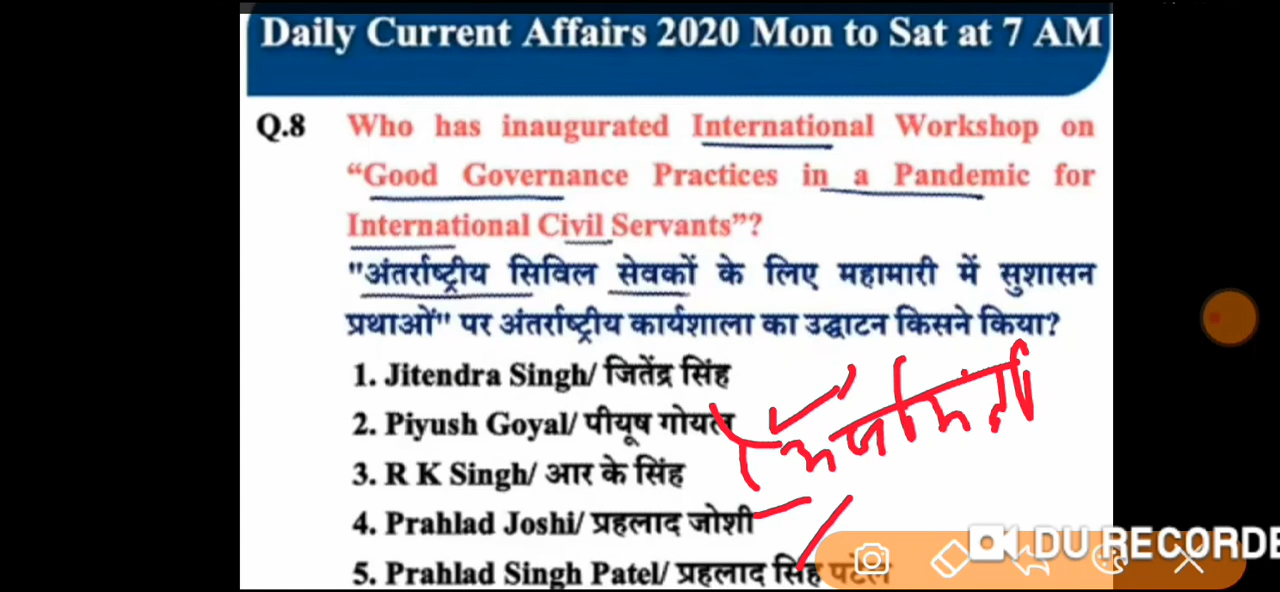 Daily Current Affairs 2020 Mon to Sat at 7 AM
Q.8 Who has inaugurated International Workshop on
“Good Governance Practices in a Pandemic for
International Civil Servants”?
"अंतर्राष्ट्रीय सिविल सेवकों के लिए महामारी में सुशासन
प्रथाओं" पर अंतर्राष्ट्रीय कार्यशाला का उद्घाटन किसने किया?
1. Jitendra Singh/ जितेंद्र सिंह
2. Piyush Goyal/ पीयूष गोयल
3. R K Singh/ आर के सिंह
4. Prahlad Joshi/ प्रहलाद जोशी
DU RECORDE
5. Prahlad Singh Patel/ प्रहलाद सिंह पटेल